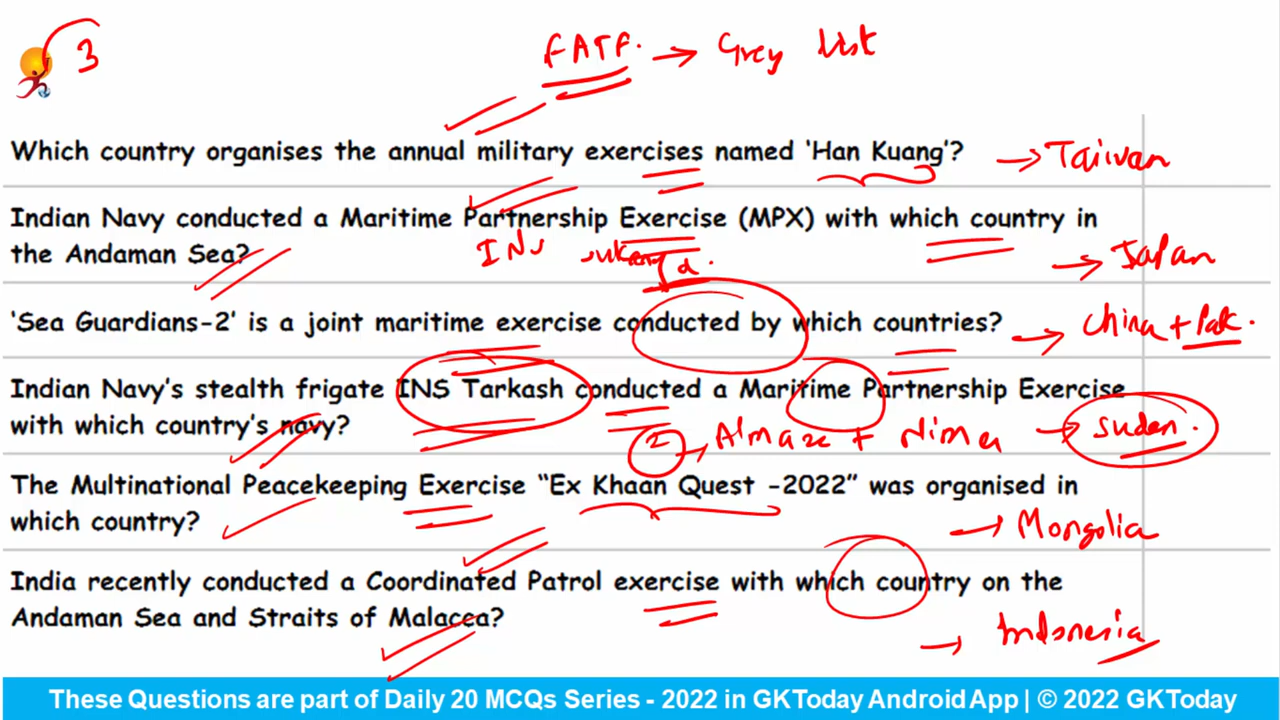 3
FATF. → Grey list
Which country organises the annual military exercises named ‘Han Kuang’? → Taiwan
Indian Navy conducted a Maritime Partnership Exercise (MPX) with which country in
the Andaman Sea? INS
→ Japan
‘Sea Guardians-2’ is a joint maritime exercise conducted by which countries? → China + Pak.
Indian Navy’s stealth frigate INS Tarkash conducted a Maritime Partnership Exercise
with which country’s navy? → Sudan.
The Multinational Peacekeeping Exercise “Ex Khaan Quest -2022” was organised in
which country? → Mongolia
India recently conducted a Coordinated Patrol exercise with which country on the
Andaman Sea and Straits of Malacca? → Indonesia
These Questions are part of Daily 20 MCQs Series - 2022 in GKToday Android App | © 2022 GKToday